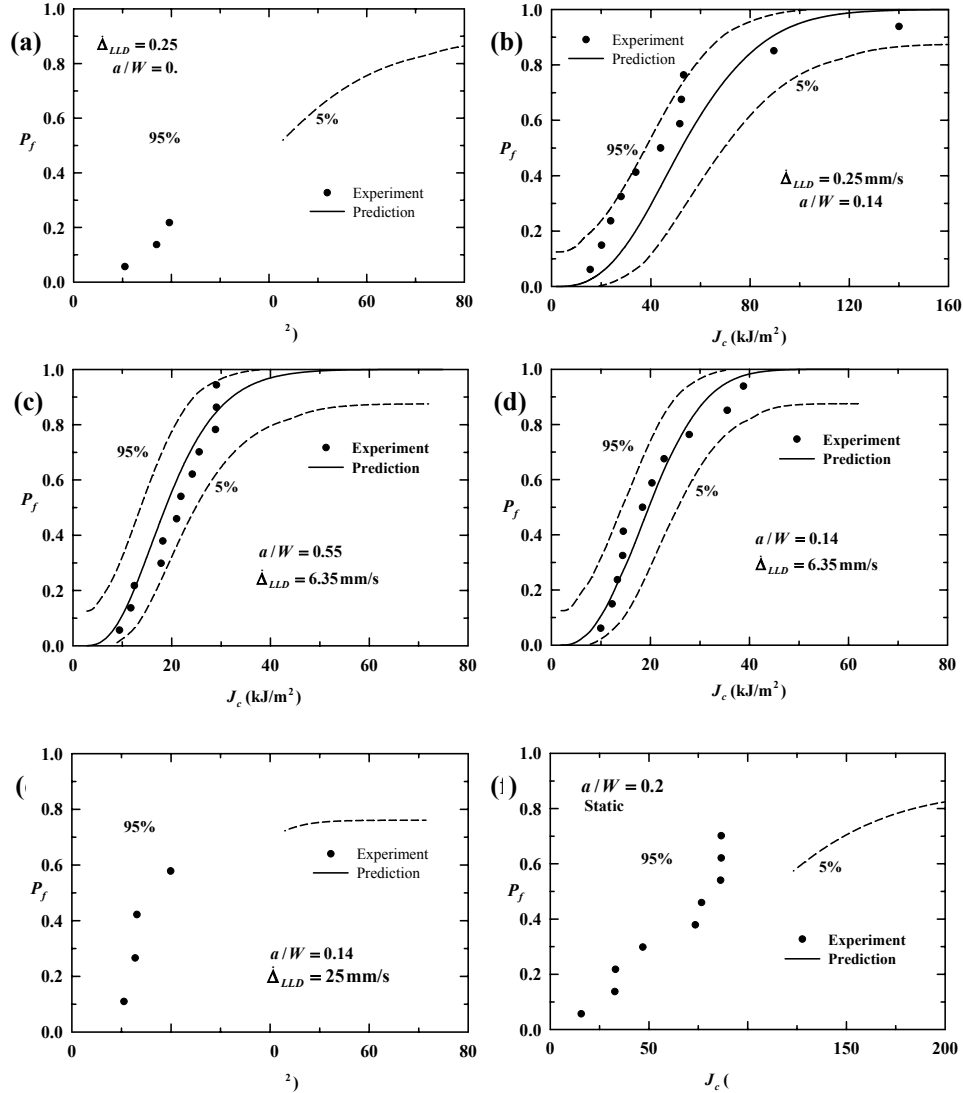 (a)
Δ̇LLD = 0.25
a/W = 0.
95%
5%
Experiment
Prediction
Pf
1.0
0.8
0.6
0.4
0.2
0.0
0 0 60 80
²)
(b)
Experiment
Prediction
95%
5%
Δ̇LLD = 0.25 mm/s
a/W = 0.14
Pf
1.0
0.8
0.6
0.4
0.2
0.0
0 40 80 120 160
Jc (kJ/m²)
(c)
95%
5%
Experiment
Prediction
a/W = 0.55
Δ̇LLD = 6.35 mm/s
Pf
1.0
0.8
0.6
0.4
0.2
0.0
0 20 40 60 80
Jc (kJ/m²)
(d)
95%
5%
Experiment
Prediction
a/W = 0.14
Δ̇LLD = 6.35 mm/s
Pf
1.0
0.8
0.6
0.4
0.2
0.0
0 20 40 60 80
Jc (kJ/m²)
(
95%
Experiment
Prediction
a/W = 0.14
Δ̇LLD = 25 mm/s
Pf
1.0
0.8
0.6
0.4
0.2
0.0
0 0 60 80
²)
(f)
a/W = 0.2
Static
95%
5%
Experiment
Prediction
Pf
1.0
0.8
0.6
0.4
0.2
0.0
0 50 150 200
Jc (